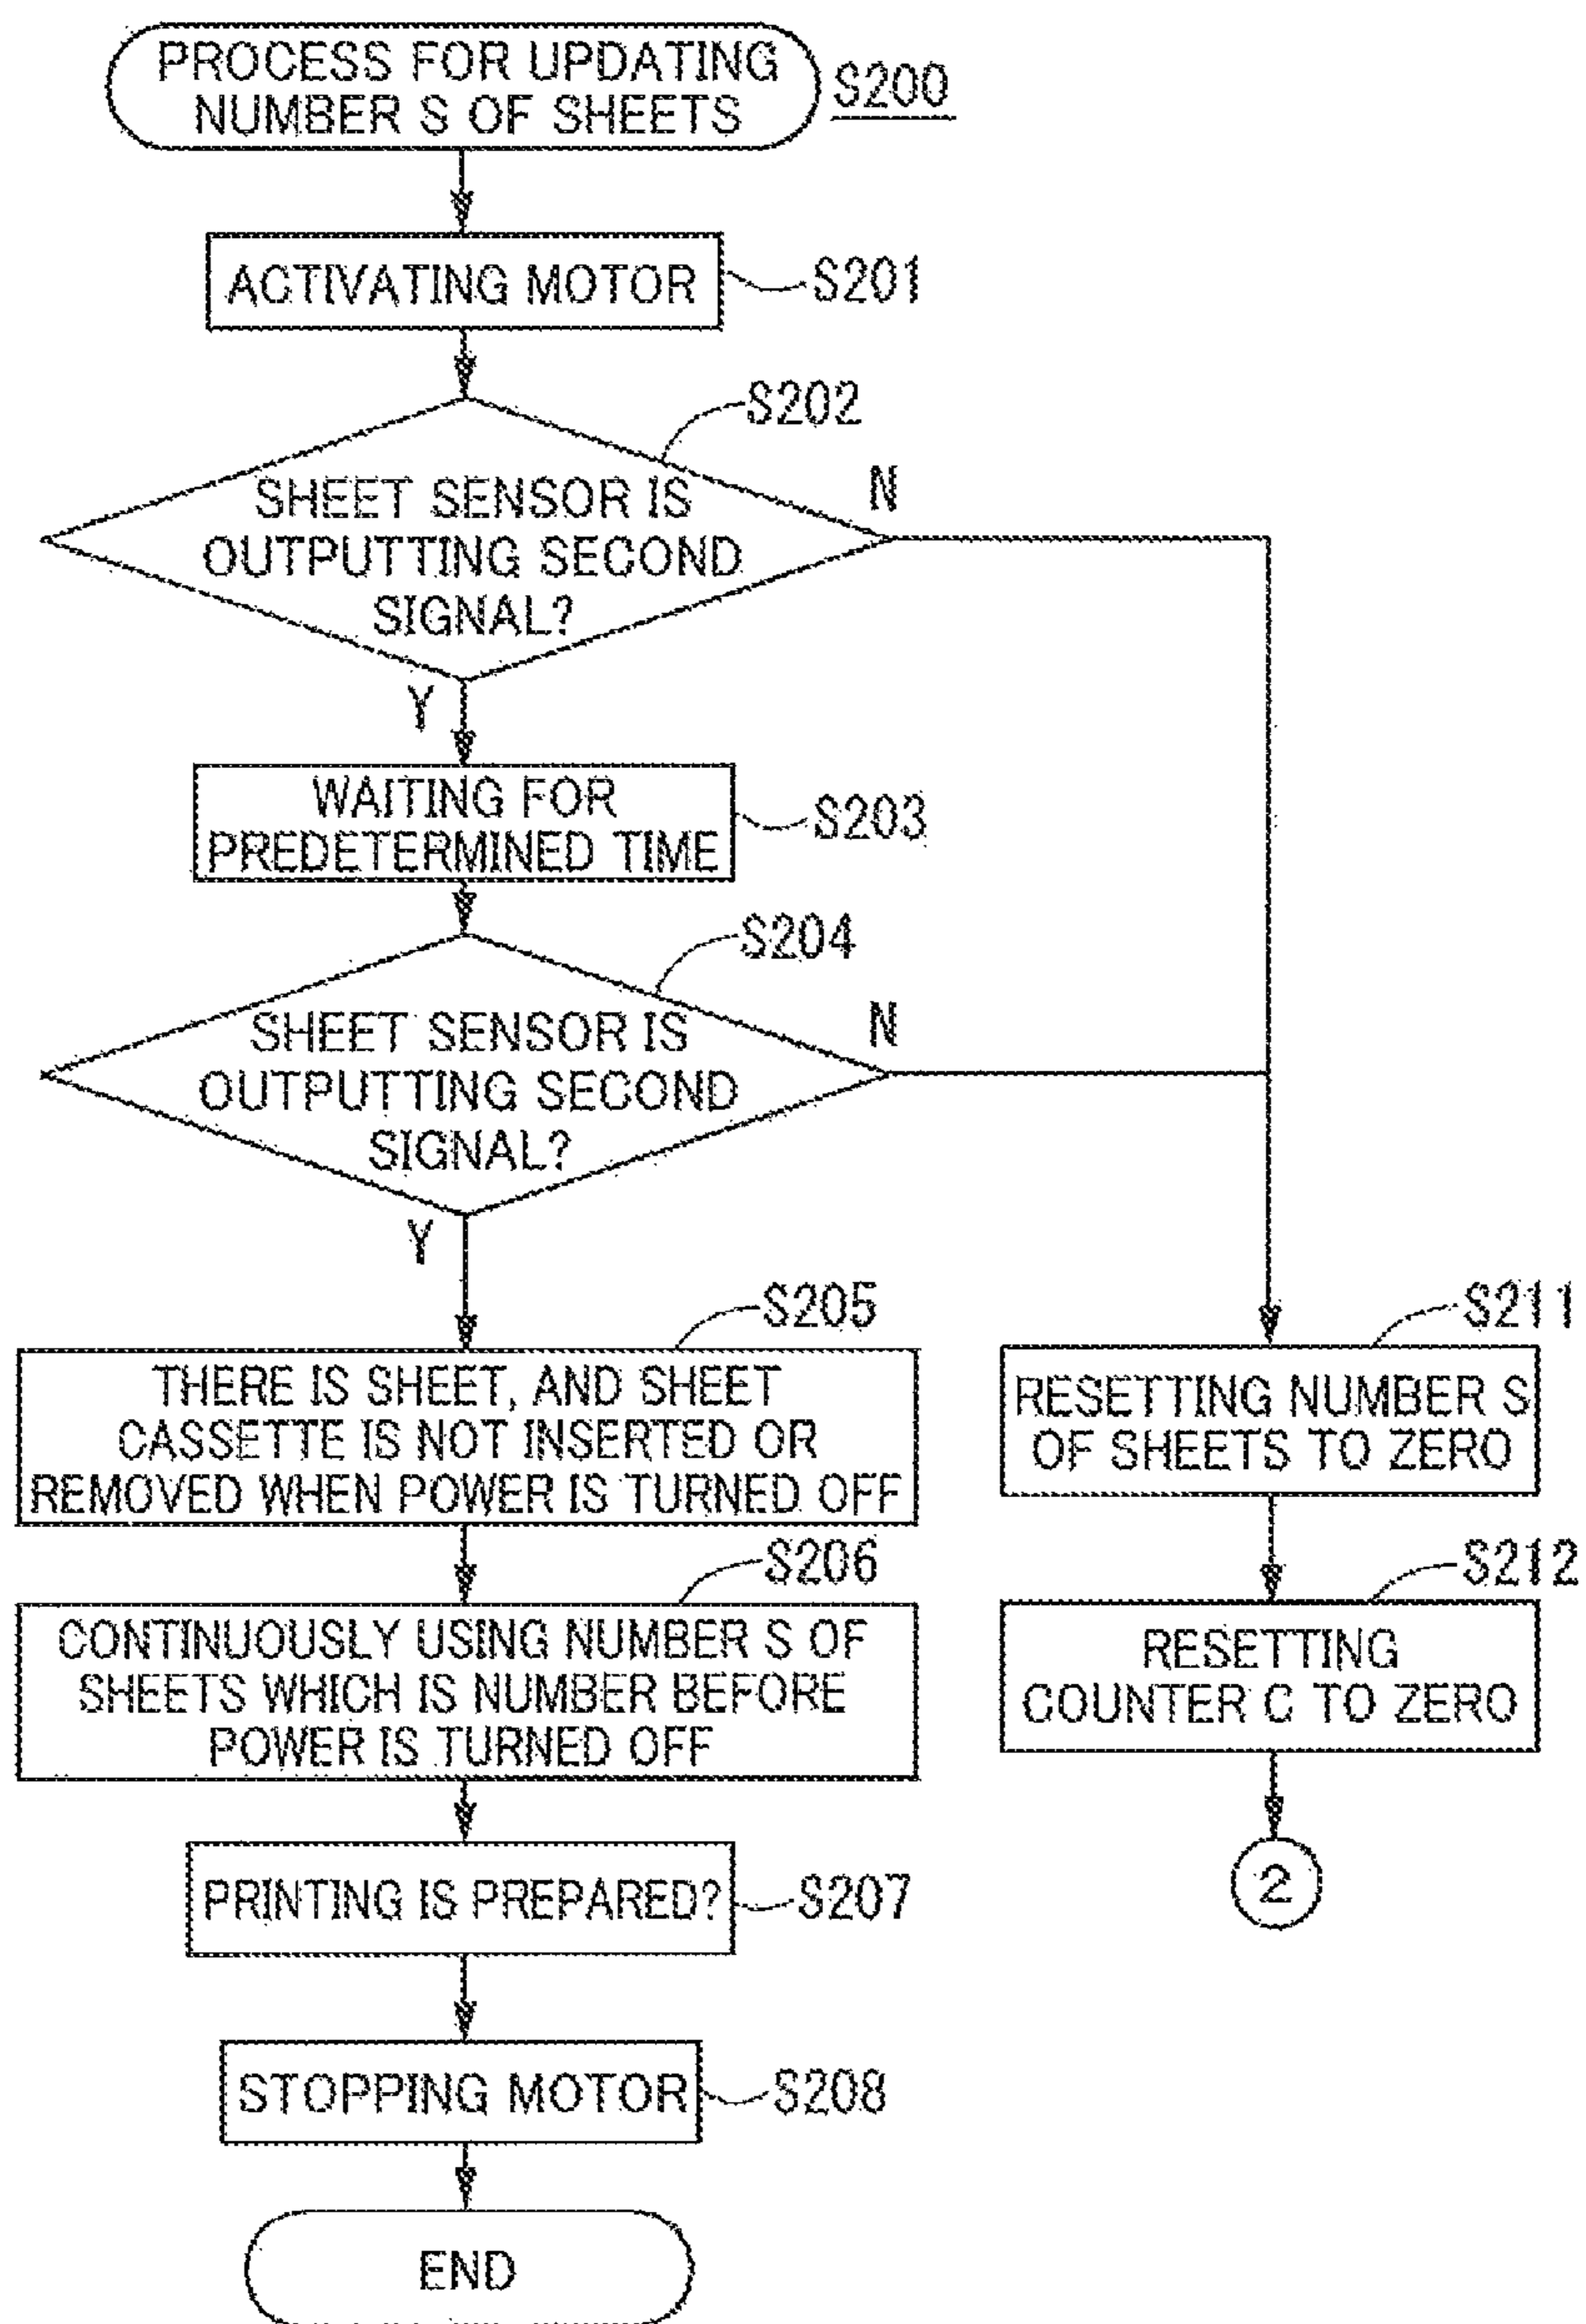 PROCESS FOR UPDATING
NUMBER S OF SHEETS
S200
ACTIVATING MOTOR
S201
S202
SHEET SENSOR IS
OUTPUTTING SECOND
SIGNAL?
N
Y
WAITING FOR
PREDETERMINED TIME
S203
S204
SHEET SENSOR IS
OUTPUTTING SECOND
SIGNAL?
N
Y
S205
THERE IS SHEET, AND SHEET
CASSETTE IS NOT INSERTED OR
REMOVED WHEN POWER IS TURNED OFF
S206
CONTINUOUSLY USING NUMBER S OF
SHEETS WHICH IS NUMBER BEFORE
POWER IS TURNED OFF
PRINTING IS PREPARED?
S207
STOPPING MOTOR
S208
END
S211
RESETTING NUMBER S
OF SHEETS TO ZERO
S212
RESETTING
COUNTER C TO ZERO
2